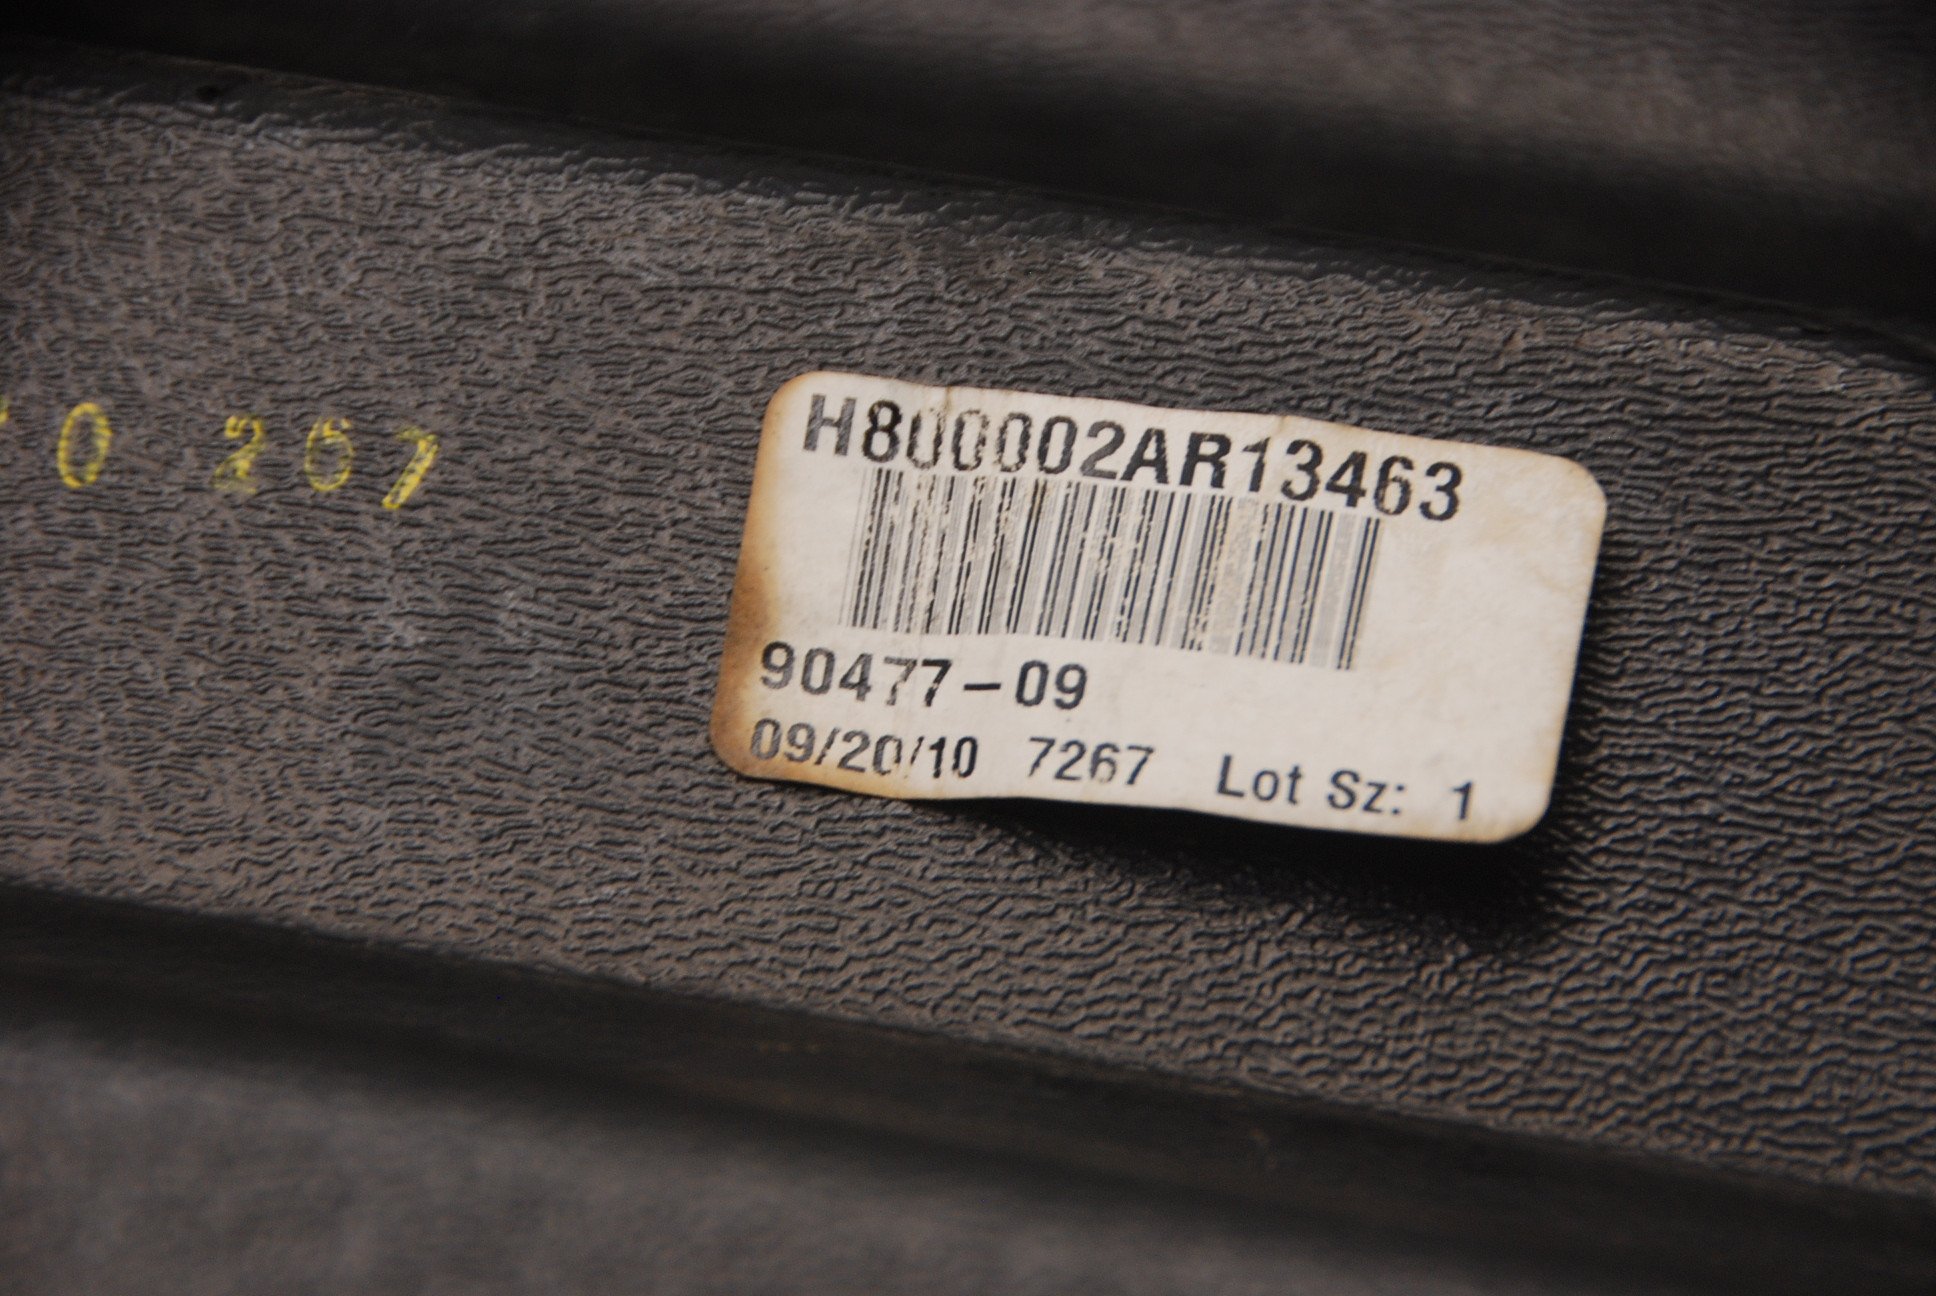 0 267
H800002AR13463
90477-09
09/20/10 7267 Lot Sz: 1